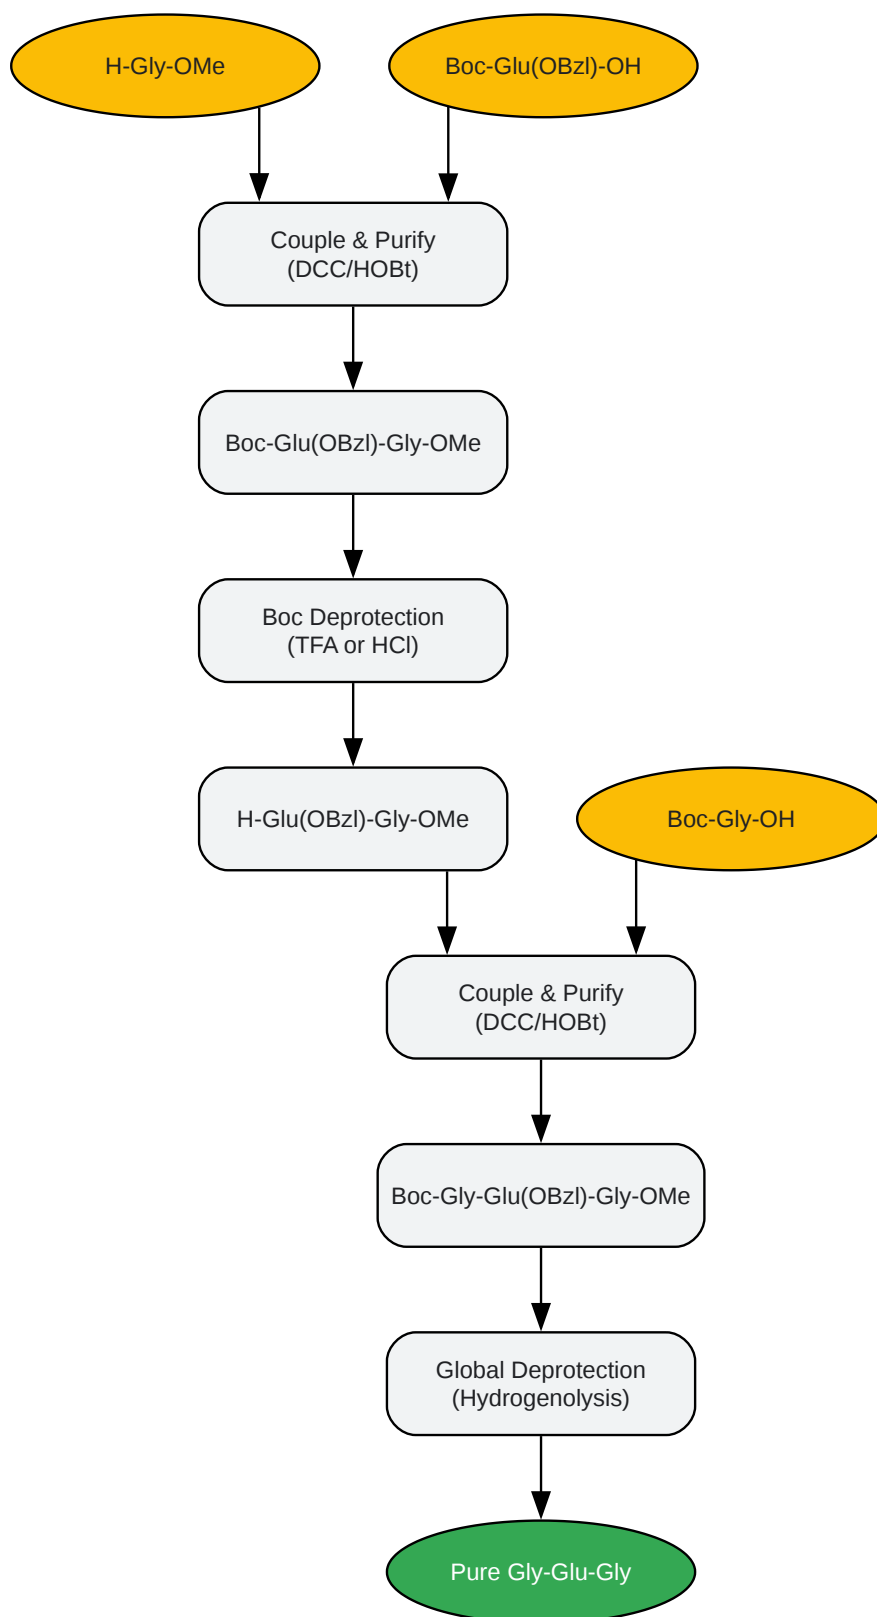 H-Gly-OMe
Boc-Glu(OBzl)-OH
Couple & Purify
(DCC/HOBt)
Boc-Glu(OBzl)-Gly-OMe
Boc Deprotection
(TFA or HCl)
H-Glu(OBzl)-Gly-OMe
Boc-Gly-OH
Couple & Purify
(DCC/HOBt)
Boc-Gly-Glu(OBzl)-Gly-OMe
Global Deprotection
(Hydrogenolysis)
Pure Gly-Glu-Gly